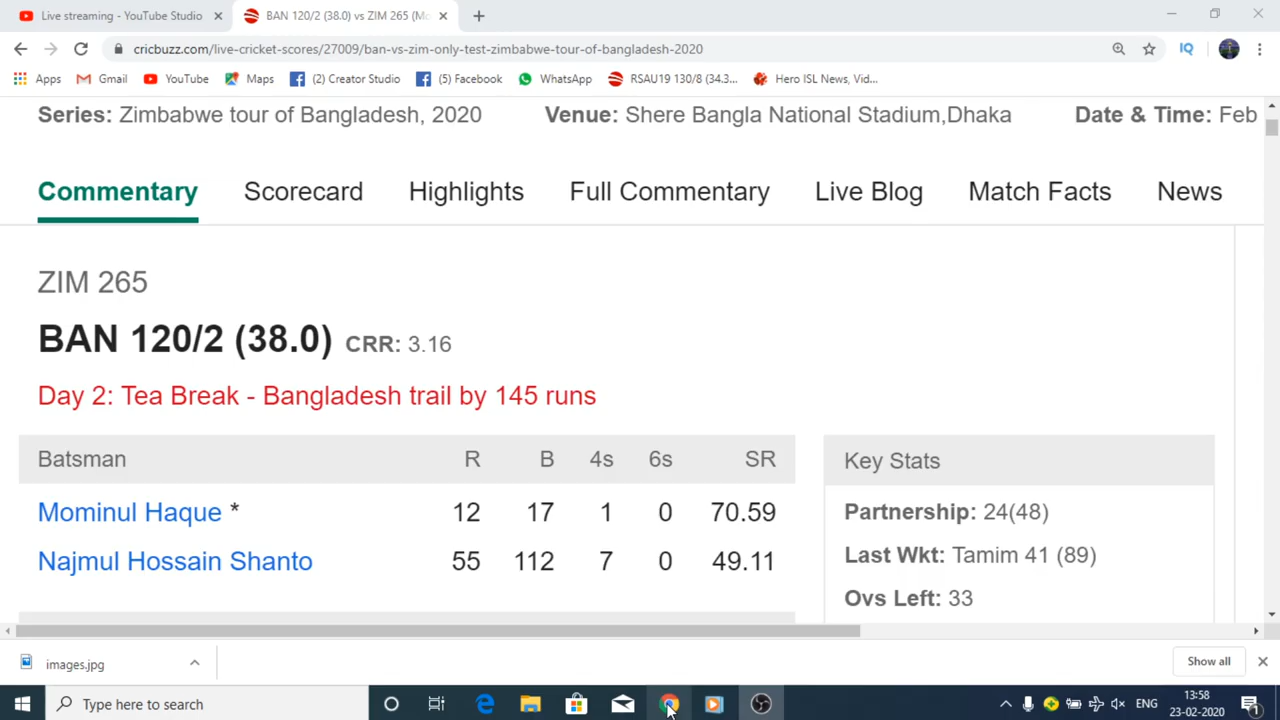 Live streaming - YouTube Studio
BAN 120/2 (38.0) vs ZIM 265 (Mo
cricbuzz.com/live-cricket-scores/27009/ban-vs-zim-only-test-zimbabwe-tour-of-bangladesh-2020
IQ
Apps Gmail YouTube Maps (2) Creator Studio (5) Facebook WhatsApp RSAU19 130/8 (34.3... Hero ISL News, Vid...
Series: Zimbabwe tour of Bangladesh, 2020 Venue: Shere Bangla National Stadium,Dhaka Date & Time: Feb
Commentary Scorecard Highlights Full Commentary Live Blog Match Facts News
ZIM 265
BAN 120/2 (38.0) CRR: 3.16
Day 2: Tea Break - Bangladesh trail by 145 runs
Batsman R B 4s 6s SR
Mominul Haque * 12 17 1 0 70.59
Najmul Hossain Shanto 55 112 7 0 49.11
Key Stats
Partnership: 24(48)
Last Wkt: Tamim 41 (89)
Ovs Left: 33
images.jpg
Show all
Type here to search
ENG
13:58
23-02-2020
1